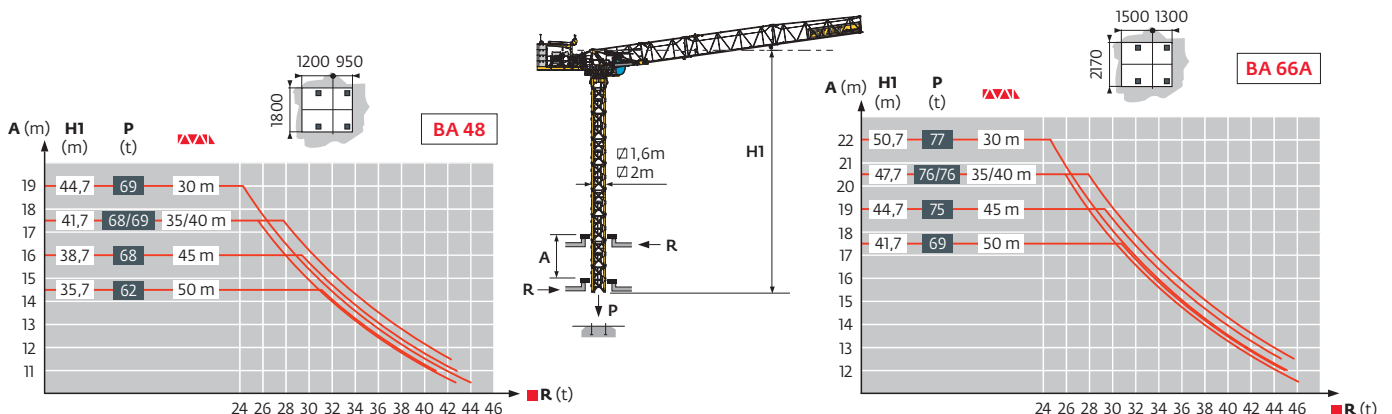 1200 950
1800
BA 48
A (m) H1 (m) P (t)
19 44,7 69 30 m
18
17 41,7 68/69 35/40 m
16 38,7 68 45 m
15
14 35,7 62 50 m
13
12
11
24 26 28 30 32 34 36 38 40 42 44 46
R (t)
H1
1,6m
2m
R
A
R
P
1500 1300
2170
BA 66A
A (m) H1 (m) P (t)
22 50,7 77 30 m
21
20 47,7 76/76 35/40 m
19 44,7 75 45 m
18
17 41,7 69 50 m
16
15
14
13
12
24 26 28 30 32 34 36 38 40 42 44 46
R (t)